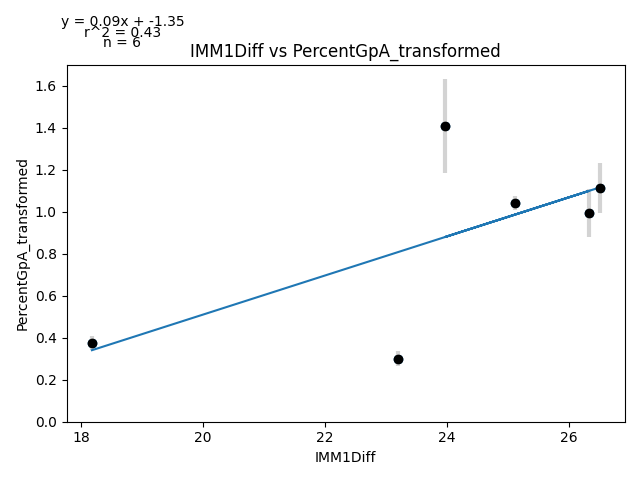 y = 0.09x + -1.35
r^2 = 0.43
n = 6
IMM1Diff vs PercentGpA_transformed
PercentGpA_transformed
1.6
1.4
1.2
1.0
0.8
0.6
0.4
0.2
0.0
18
20
22
24
26
IMM1Diff